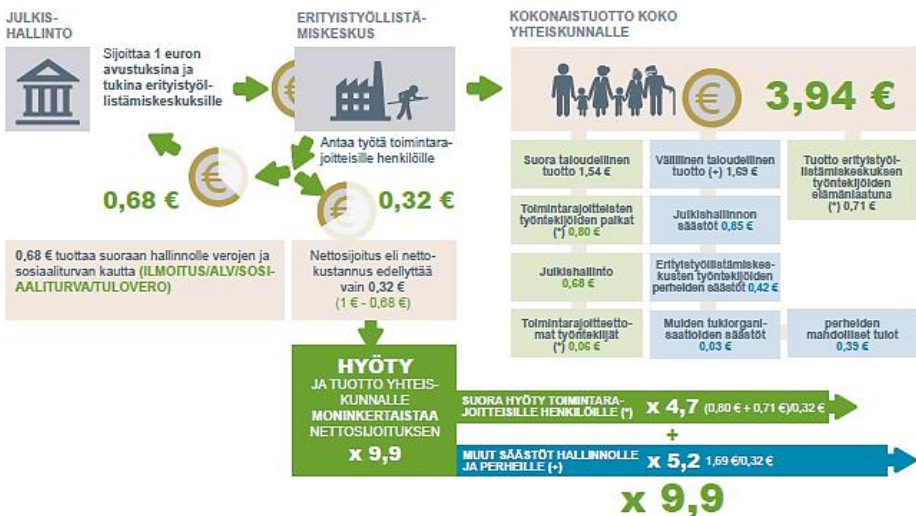 JULKIS-
HALLINTO
Sijoittaa 1 euron
avustuksina ja
tukina erityistyöl-
listämiskeskuksille
0,68 €
0,68 € tuottaa suoraan hallinnolle verojen ja
sosiaaliturvan kautta (ILMOITUS/ALV/SOSI-
AALITURVA/TULOVERO)
ERITYISTYÖLLISTÄ-
MISKESKUS
Antaa työtä toimintara-
joitteisille henkilöille
0,32 €
Nettosijoitus eli netto-
kustannus edellyttää
vain 0,32 €
(1 € - 0,68 €)
KOKONAISTUOTTO KOKO
YHTEISKUNNALLE
3,94 €
Suora taloudellinen
tuotto 1,54 €
Välillinen taloudellinen
tuotto (+) 1,69 €
Tuotto erityistyöl-
listämiskeskuksen
työntekijöiden
elämänlaatuna
(*) 0,71 €
Toimintarajoitteisten
työntekijöiden palkat
(*) 0,80 €
Julkishallinnon
säästöt 0,85 €
Julkishallinto
0,68 €
Erityistyöllistämiskes-
kusten työntekijöiden
perheiden säästöt 0,42 €
Toimintarajoitteetto-
mat työntekijät
(*) 0,06 €
Muiden tukiorgani-
saatioiden säästöt
0,03 €
perheiden
mahdolliset tulot
0,39 €
HYÖTY
JA TUOTTO YHTEIS-
KUNNALLE
MONINKERTAISTAA
NETTOSIJOITUKSEN
x 9,9
SUORA HYÖTY TOIMINTARA-
JOITTEISILLE HENKILÖILLE (*)
x 4,7 (0,80 € + 0,71 €)/0,32 €
+
MUUT SÄÄSTÖT HALLINNOLLE
JA PERHEILLE (+)
x 5,2 1,69 €/0,32 €
x 9,9